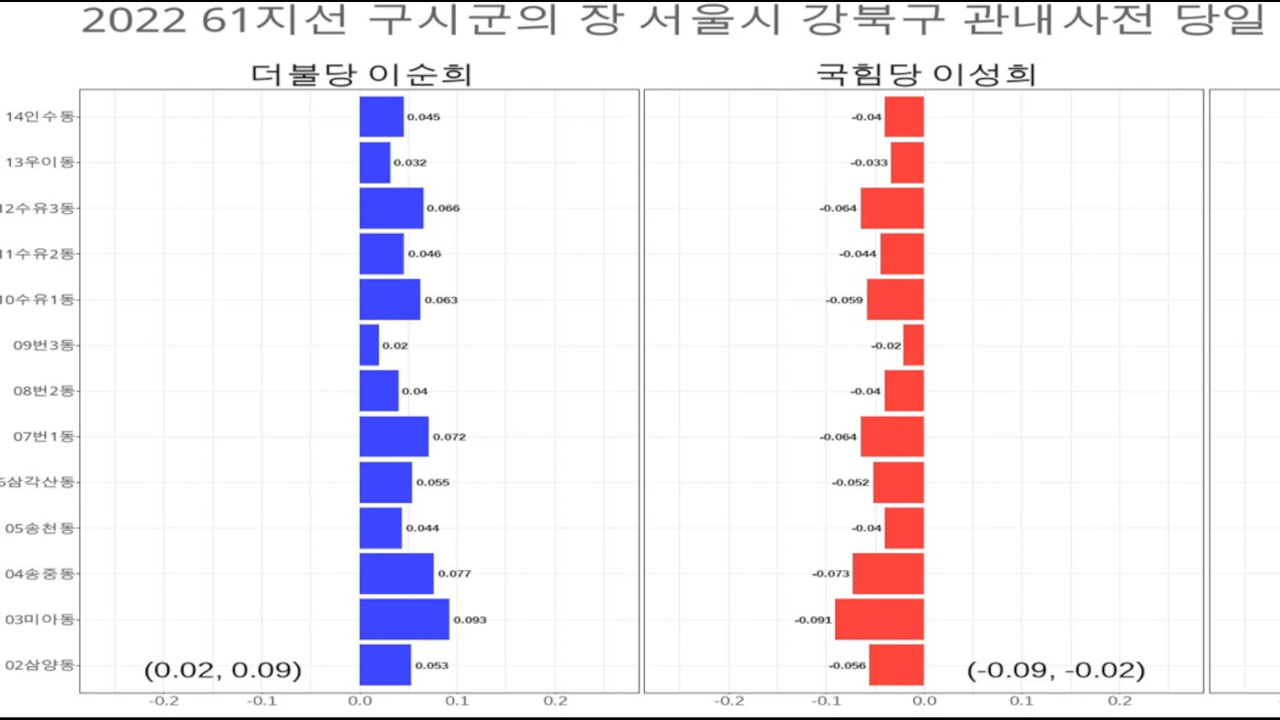 2022 61지선 구시군의 장 서울시 강북구 관내사전 당일
더불당 이순희 국힘당 이성희
14인수동 0.045 -0.04
13우이동 0.032 -0.033
12수유3동 0.066 -0.064
11수유2동 0.046 -0.044
10수유1동 0.063 -0.059
09번3동 0.02 -0.02
08번2동 0.04 -0.04
07번1동 0.072 -0.064
6삼각산동 0.055 -0.052
05송천동 0.044 -0.04
04송중동 0.077 -0.073
03미아동 0.093 -0.091
02삼양동 0.053 -0.056
(0.02, 0.09) (-0.09, -0.02)
-0.2 -0.1 0.0 0.1 0.2 -0.2 -0.1 0.0 0.1 0.2